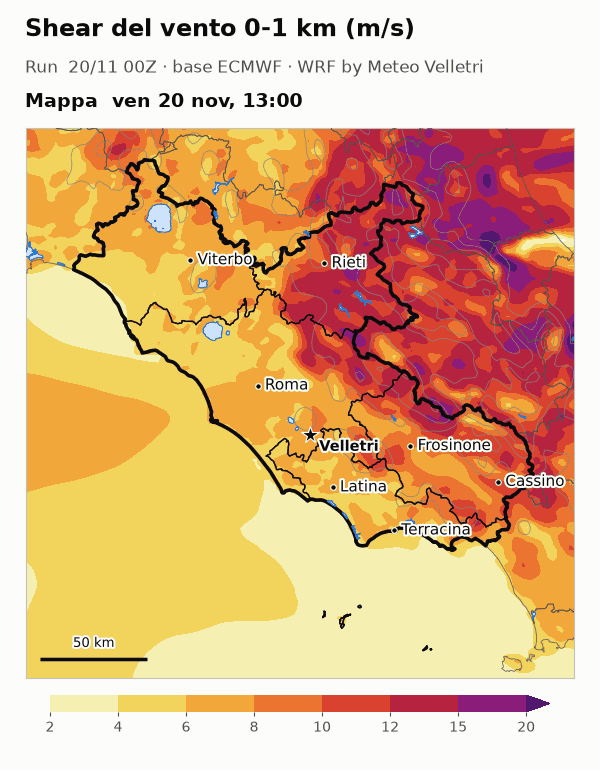 Shear del vento 0-1 km (m/s)
Run  20/11 00Z · base ECMWF · WRF by Meteo Velletri
Mappa  ven 20 nov, 13:00
Viterbo
Rieti
Roma
Velletri
Frosinone
Latina
Cassino
Terracina
50 km
2 4 6 8 10 12 15 20